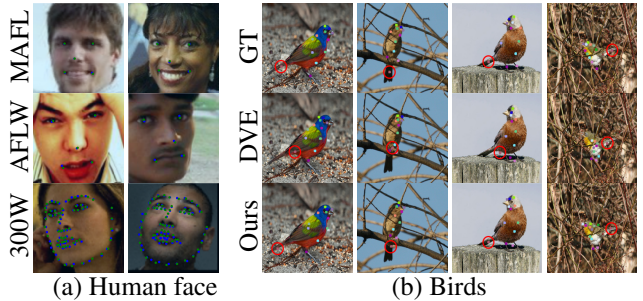 MAFL
AFLW
300W
GT
DVE
Ours
(a) Human face
(b) Birds